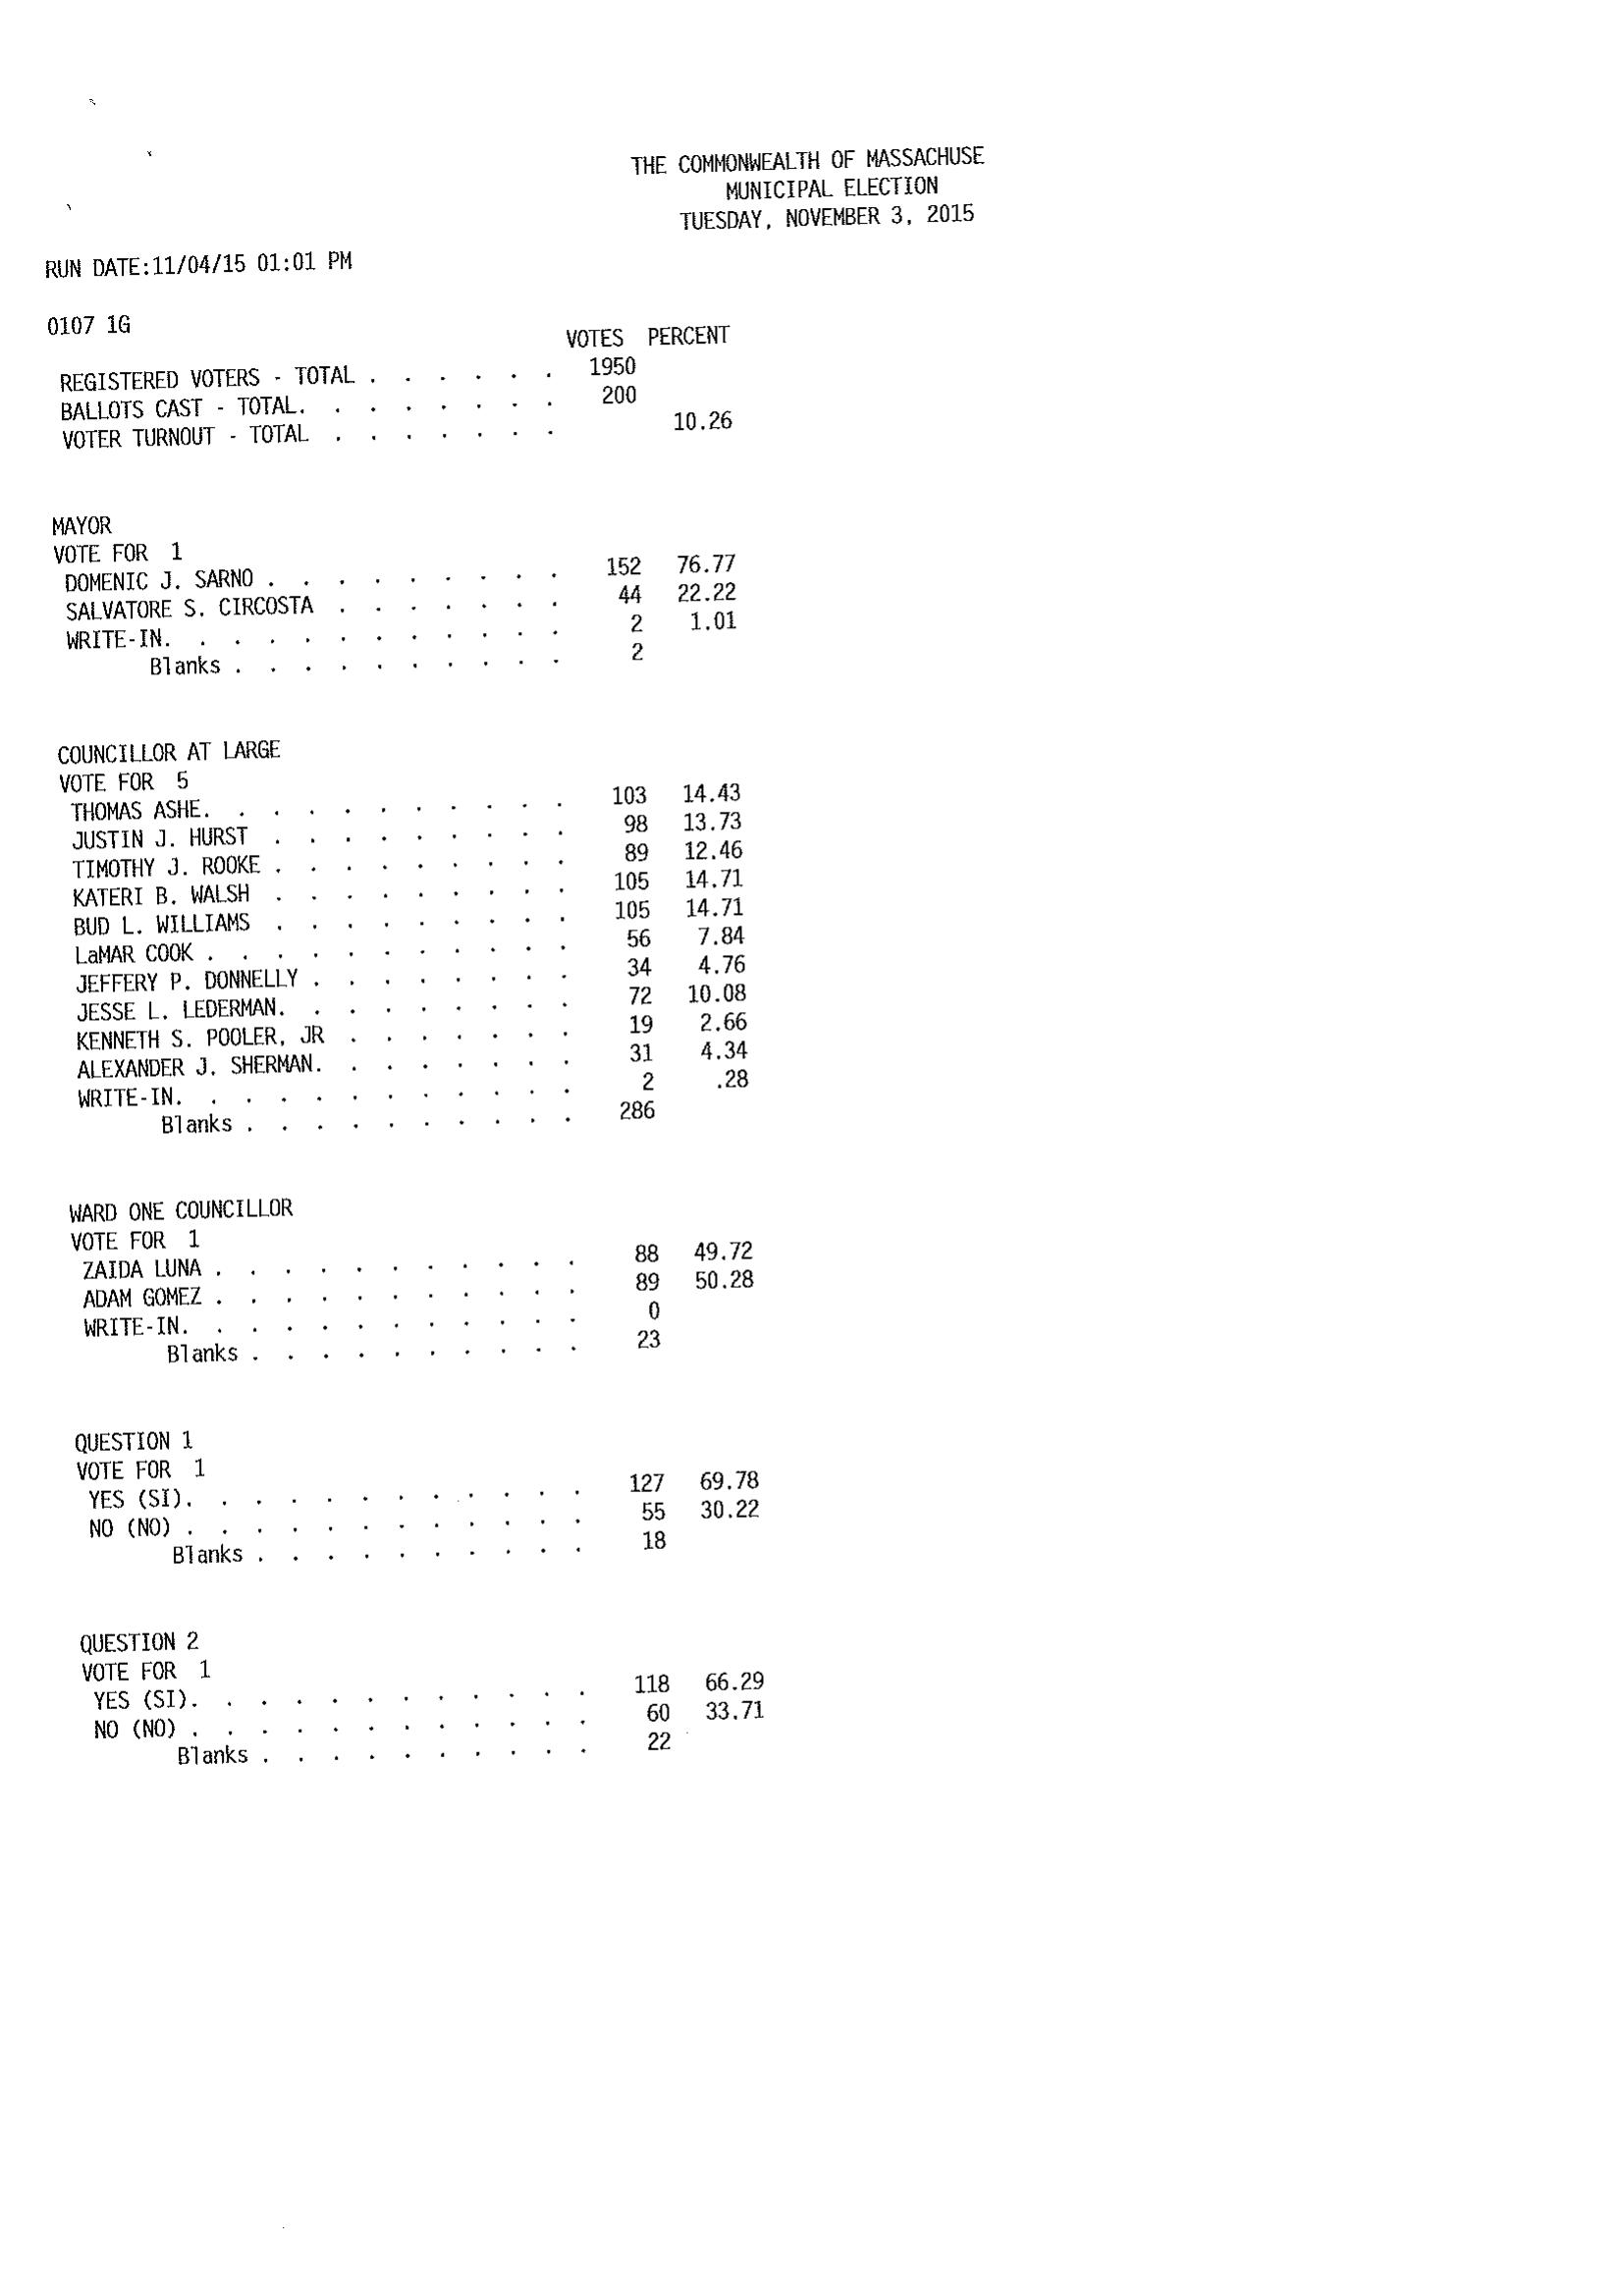 THE COMMONWEALTH OF MASSACHUSE
MUNICIPAL ELECTION
TUESDAY, NOVEMBER 3, 2015
RUN DATE:11/04/15 01:01 PM
0107 1G
VOTES PERCENT
REGISTERED VOTERS - TOTAL . . . . . . 1950
BALLOTS CAST - TOTAL. . . . . . . . 200
VOTER TURNOUT - TOTAL . . . . . . . 10.26
MAYOR
VOTE FOR 1
DOMENIC J. SARNO . . . . . . . . . 152 76.77
SALVATORE S. CIRCOSTA . . . . . . . 44 22.22
WRITE-IN. . . . . . . . . . . . 2 1.01
Blanks . . . . . . . . . . 2
COUNCILLOR AT LARGE
VOTE FOR 5
THOMAS ASHE. . . . . . . . . . . 103 14.43
JUSTIN J. HURST . . . . . . . . . 98 13.73
TIMOTHY J. ROOKE . . . . . . . . . 89 12.46
KATERI B. WALSH . . . . . . . . . 105 14.71
BUD L. WILLIAMS . . . . . . . . . 105 14.71
LaMAR COOK . . . . . . . . . . . 56 7.84
JEFFERY P. DONNELLY . . . . . . . . 34 4.76
JESSE L. LEDERMAN. . . . . . . . . 72 10.08
KENNETH S. POOLER, JR . . . . . . . 19 2.66
ALEXANDER J. SHERMAN. . . . . . . . 31 4.34
WRITE-IN. . . . . . . . . . . . 2 .28
Blanks . . . . . . . . . . 286
WARD ONE COUNCILLOR
VOTE FOR 1
ZAIDA LUNA . . . . . . . . . . . 88 49.72
ADAM GOMEZ . . . . . . . . . . . 89 50.28
WRITE-IN. . . . . . . . . . . . 0
Blanks . . . . . . . . . . 23
QUESTION 1
VOTE FOR 1
YES (SI). . . . . . . . . . . . 127 69.78
NO (NO) . . . . . . . . . . . . 55 30.22
Blanks . . . . . . . . . . 18
QUESTION 2
VOTE FOR 1
YES (SI). . . . . . . . . . . . 118 66.29
NO (NO) . . . . . . . . . . . . 60 33.71
Blanks . . . . . . . . . . 22